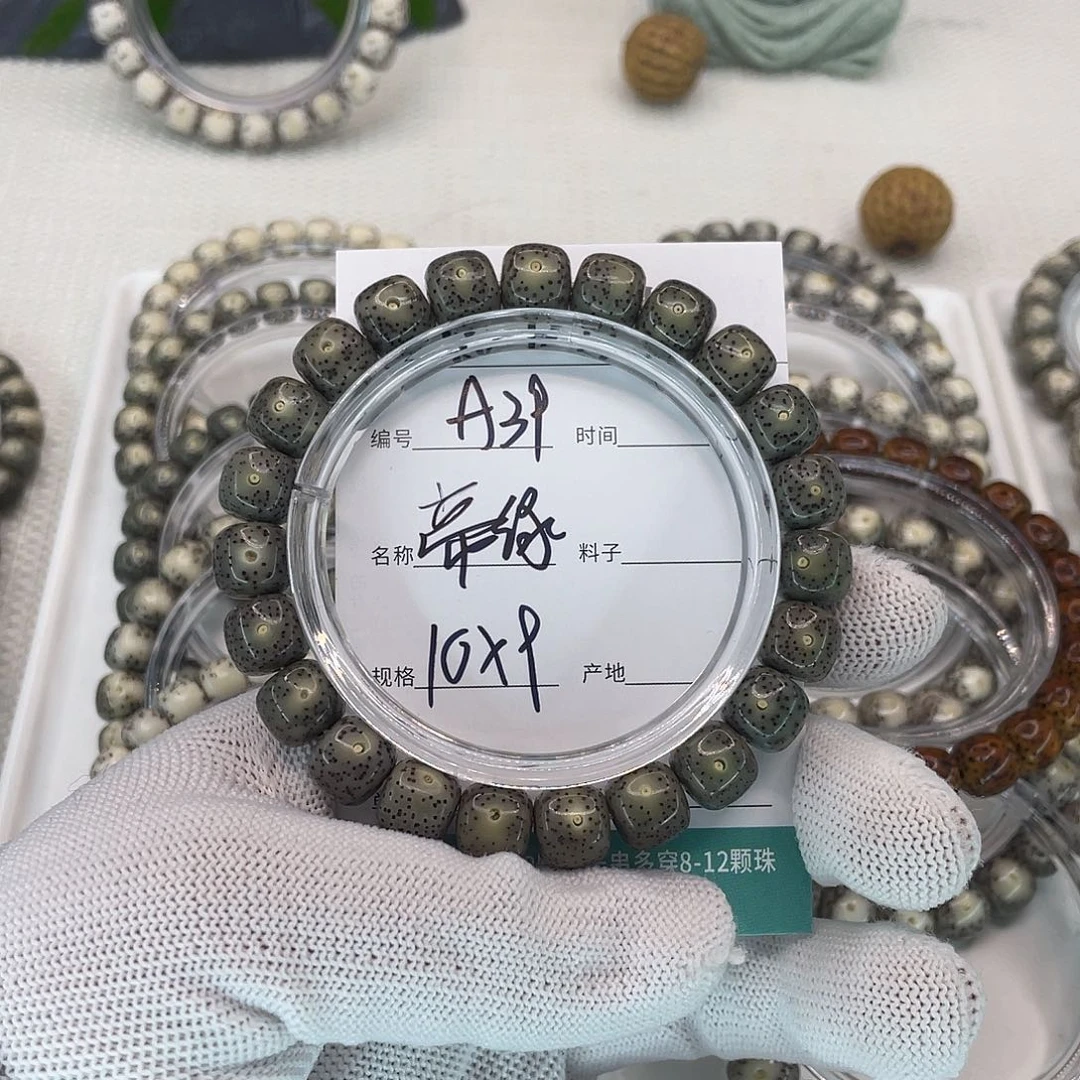 编号 A39 时间
名称 帝绿 料子
规格 10X9 产地
串多穿8-12颗珠